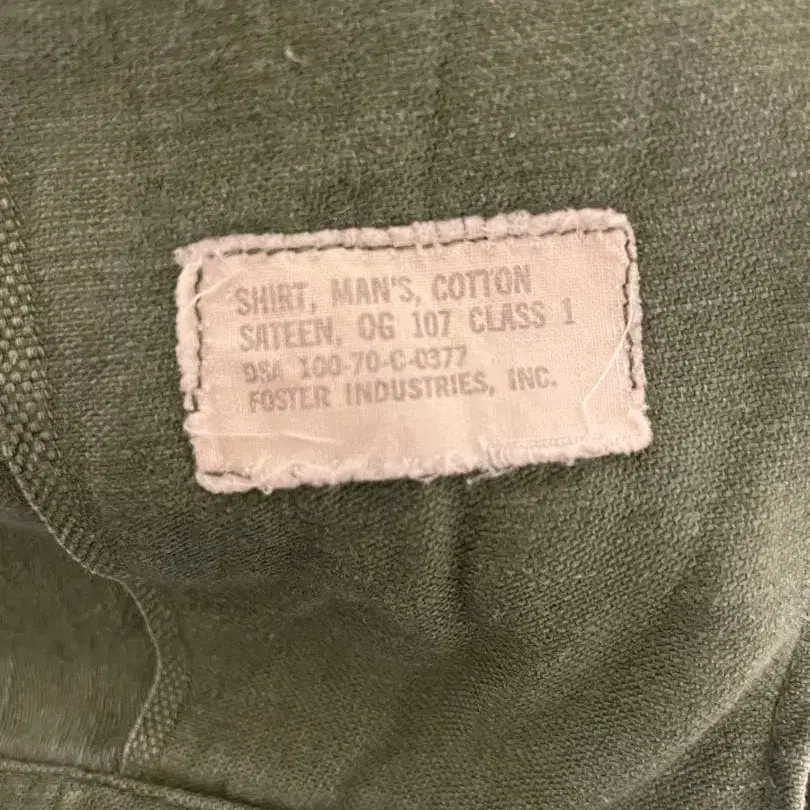 SHIRT, MAN'S, COTTON
SATEEN, OG 107 CLASS 1
DSA 100-70-C-0377
FOSTER INDUSTRIES, INC.